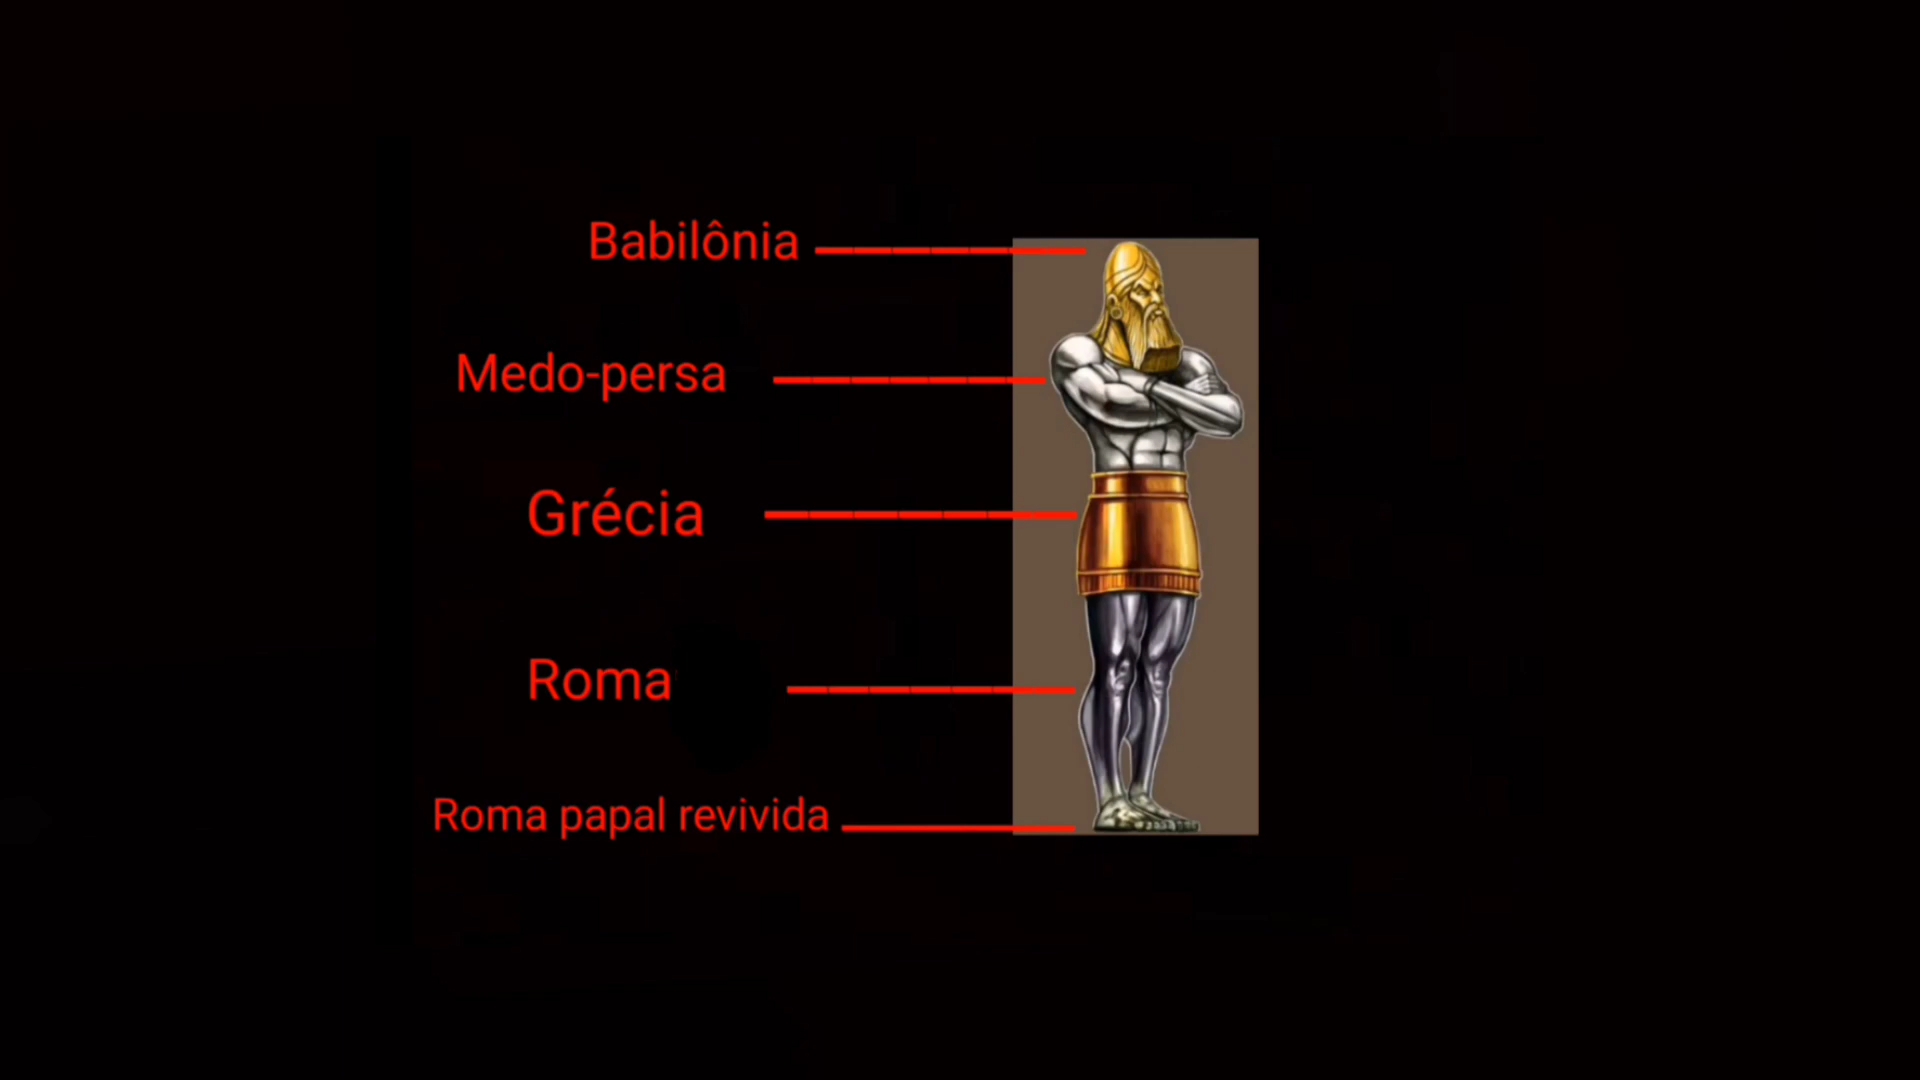 Babilônia
Medo-persa
Grécia
Roma
Roma papal revivida